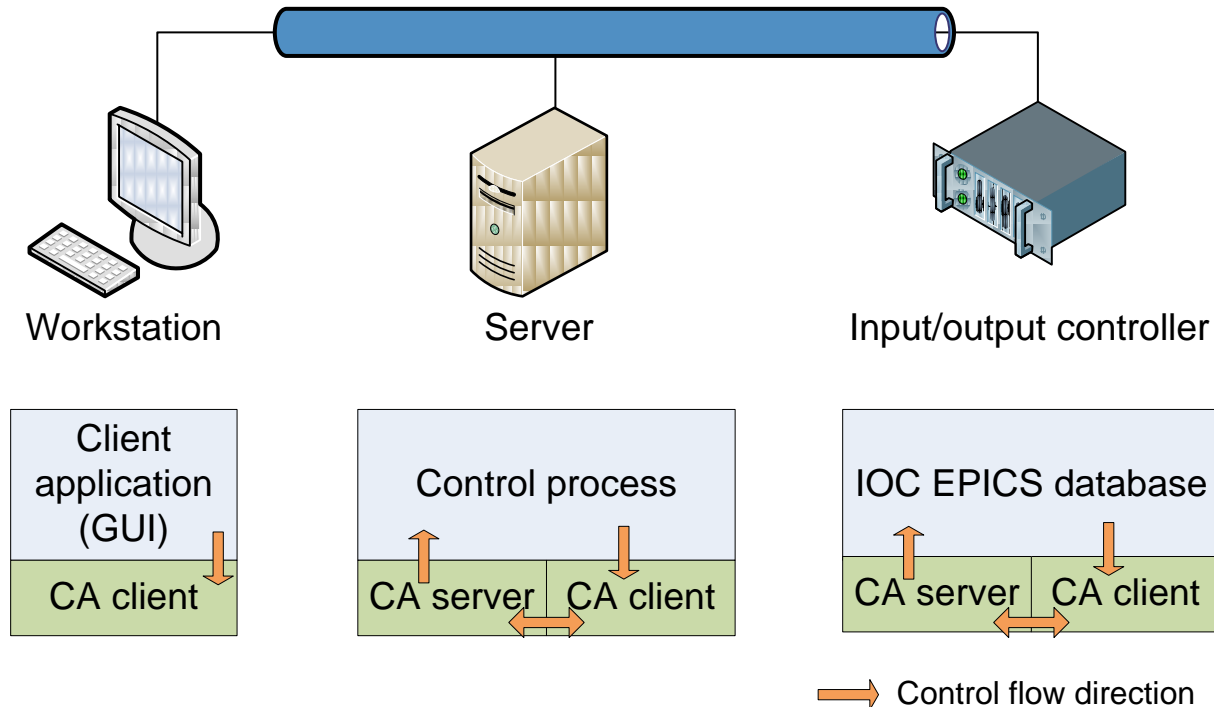 Workstation
Server
Input/output controller
Client
application
(GUI)
CA client
Control process
CA server
CA client
IOC EPICS database
CA server
CA client
Control flow direction